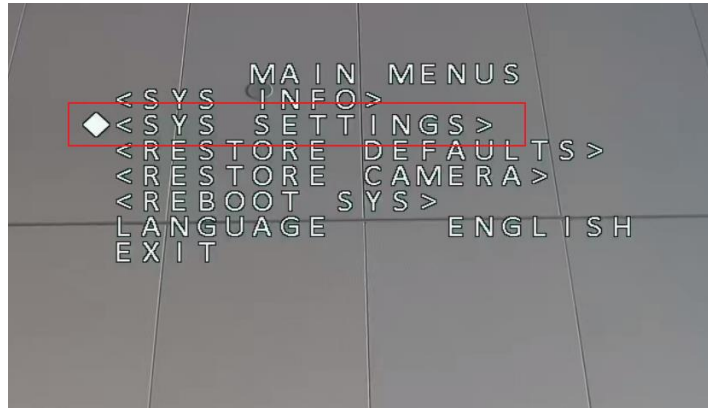 MAIN MENUS
<SYS INFO>
<SYS SETTINGS>
<RESTORE DEFAULTS>
<RESTORE CAMERA>
<REBOOT SYS>
LANGUAGE ENGLISH
EXIT